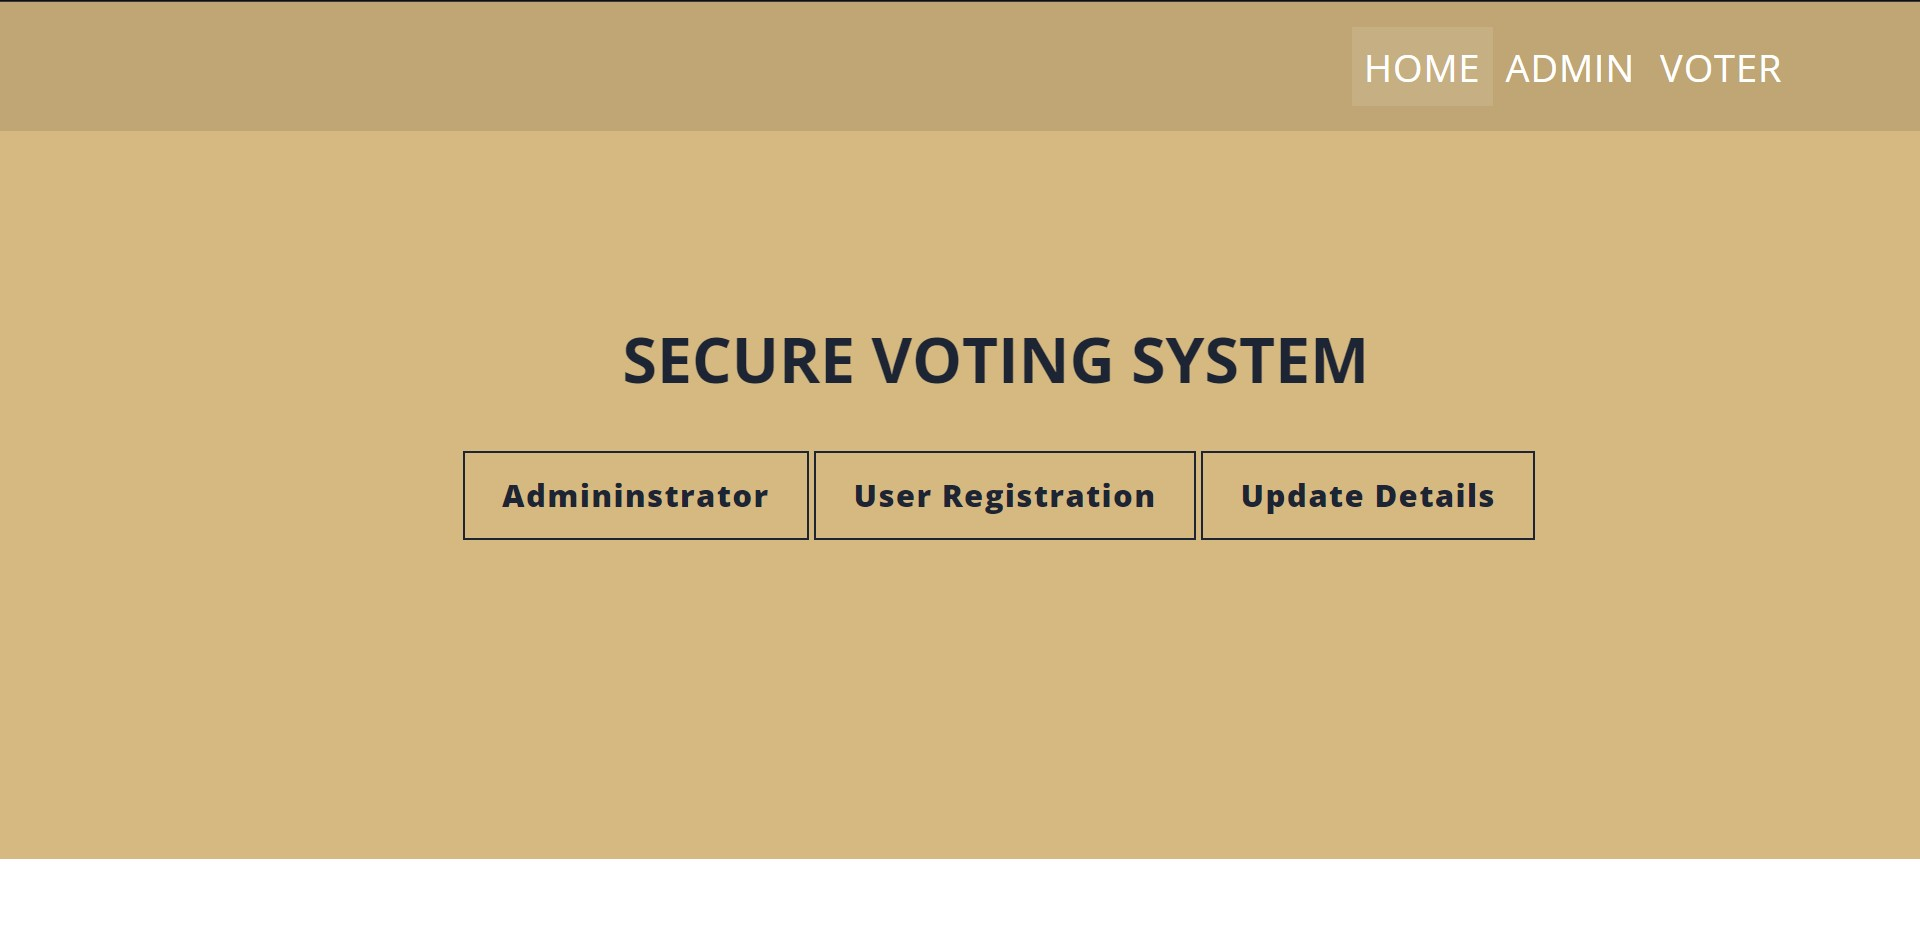 HOME ADMIN VOTER
SECURE VOTING SYSTEM
Admininstrator User Registration Update Details